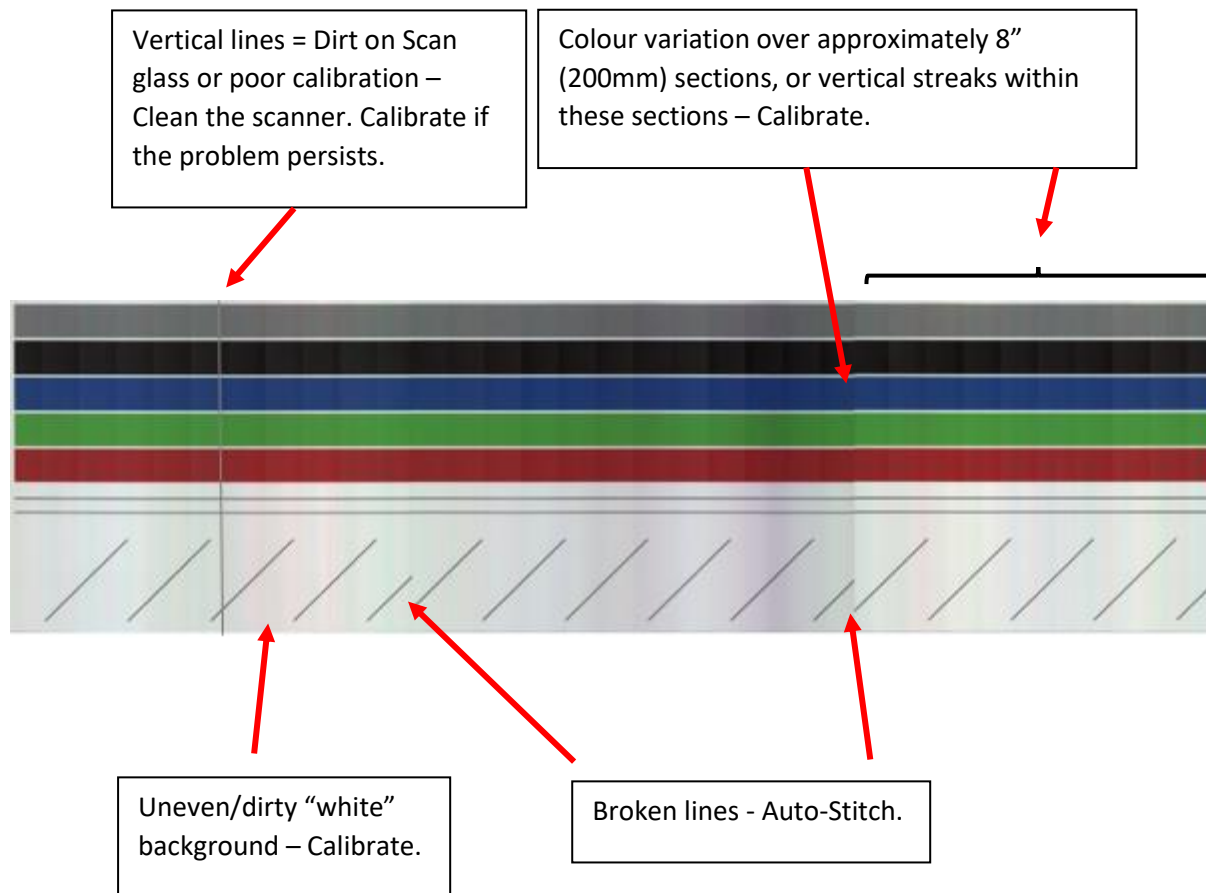 Vertical lines = Dirt on Scan
glass or poor calibration –
Clean the scanner. Calibrate if
the problem persists.
Colour variation over approximately 8”
(200mm) sections, or vertical streaks within
these sections – Calibrate.
Uneven/dirty “white”
background – Calibrate.
Broken lines - Auto-Stitch.